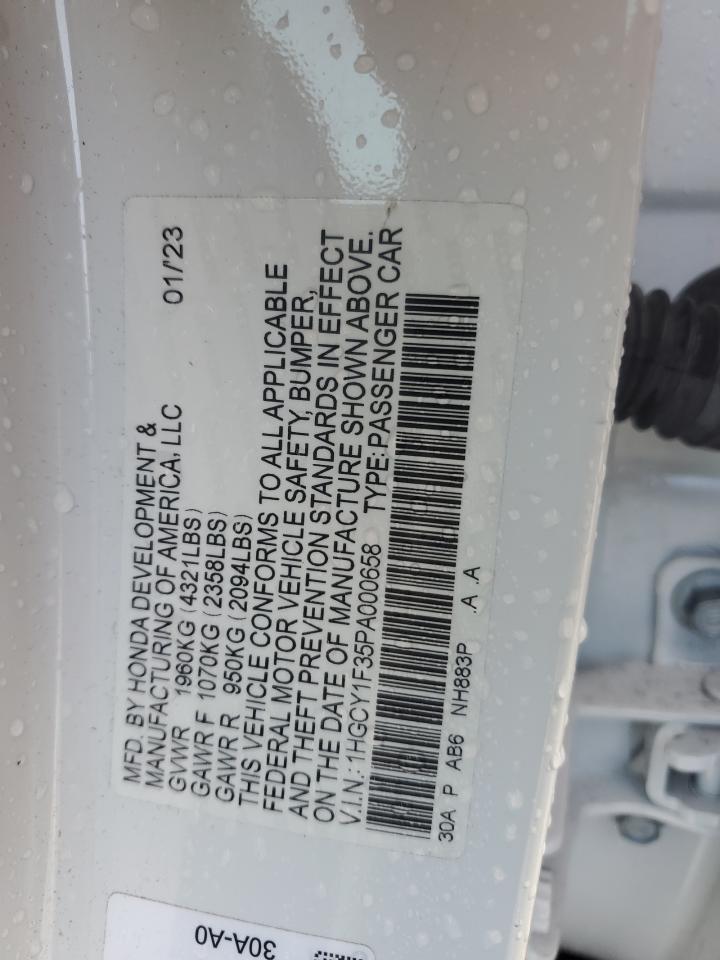 MFD. BY HONDA DEVELOPMENT &
MANUFACTURING OF AMERICA, LLC 01/'23
GVWR 1960KG (4321LBS)
GAWR F 1070KG (2358LBS)
GAWR R 950KG (2094LBS)
THIS VEHICLE CONFORMS TO ALL APPLICABLE
FEDERAL MOTOR VEHICLE SAFETY, BUMPER,
AND THEFT PREVENTION STANDARDS IN EFFECT
ON THE DATE OF MANUFACTURE SHOWN ABOVE.
V.I.N.: 1HGCY1F35PA000658 TYPE: PASSENGER CAR
30A P AB6 NH883P .A .A
30A-A0